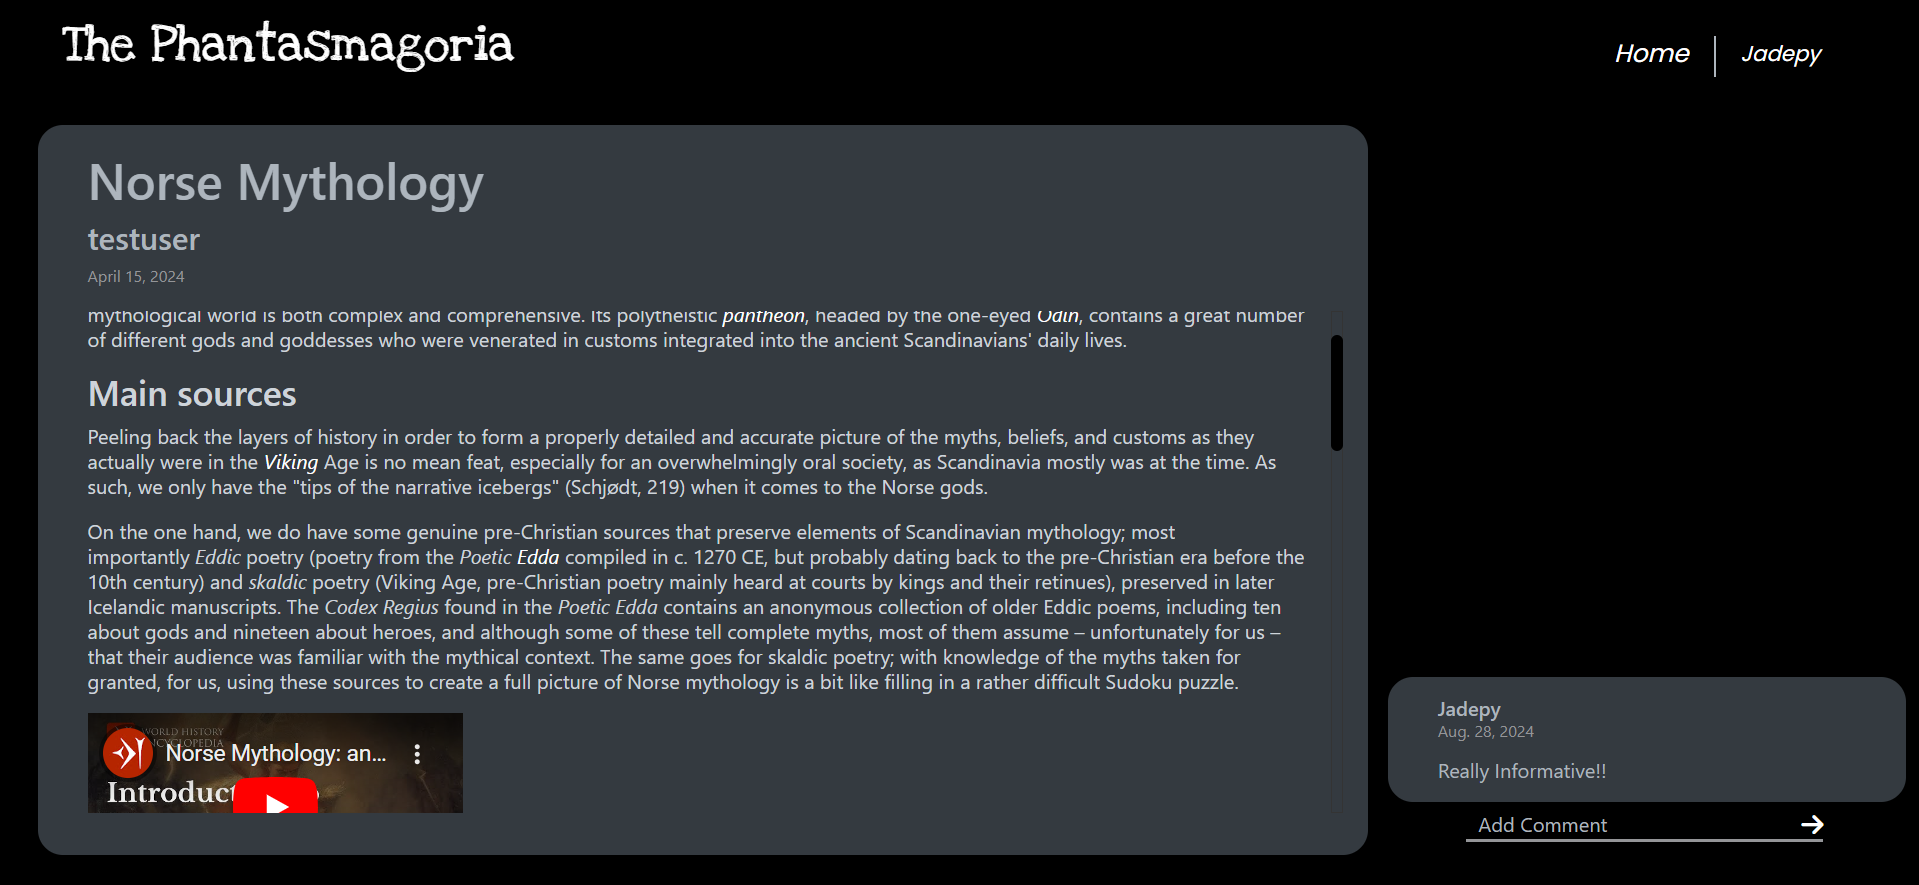 The Phantasmagoria
Home
Jadepy
Norse Mythology
testuser
April 15, 2024
mythological world is both complex and comprehensive. Its polytheistic pantheon, headed by the one-eyed Odin, contains a great number
of different gods and goddesses who were venerated in customs integrated into the ancient Scandinavians' daily lives.
Main sources
Peeling back the layers of history in order to form a properly detailed and accurate picture of the myths, beliefs, and customs as they
actually were in the Viking Age is no mean feat, especially for an overwhelmingly oral society, as Scandinavia mostly was at the time. As
such, we only have the "tips of the narrative icebergs" (Schjødt, 219) when it comes to the Norse gods.
On the one hand, we do have some genuine pre-Christian sources that preserve elements of Scandinavian mythology; most
importantly Eddic poetry (poetry from the Poetic Edda compiled in c. 1270 CE, but probably dating back to the pre-Christian era before the
10th century) and skaldic poetry (Viking Age, pre-Christian poetry mainly heard at courts by kings and their retinues), preserved in later
Icelandic manuscripts. The Codex Regius found in the Poetic Edda contains an anonymous collection of older Eddic poems, including ten
about gods and nineteen about heroes, and although some of these tell complete myths, most of them assume – unfortunately for us –
that their audience was familiar with the mythical context. The same goes for skaldic poetry; with knowledge of the myths taken for
granted, for us, using these sources to create a full picture of Norse mythology is a bit like filling in a rather difficult Sudoku puzzle.
WORLD HISTORY
ENCYCLOPEDIA
Norse Mythology: an...
Introduct
Jadepy
Aug. 28, 2024
Really Informative!!
Add Comment